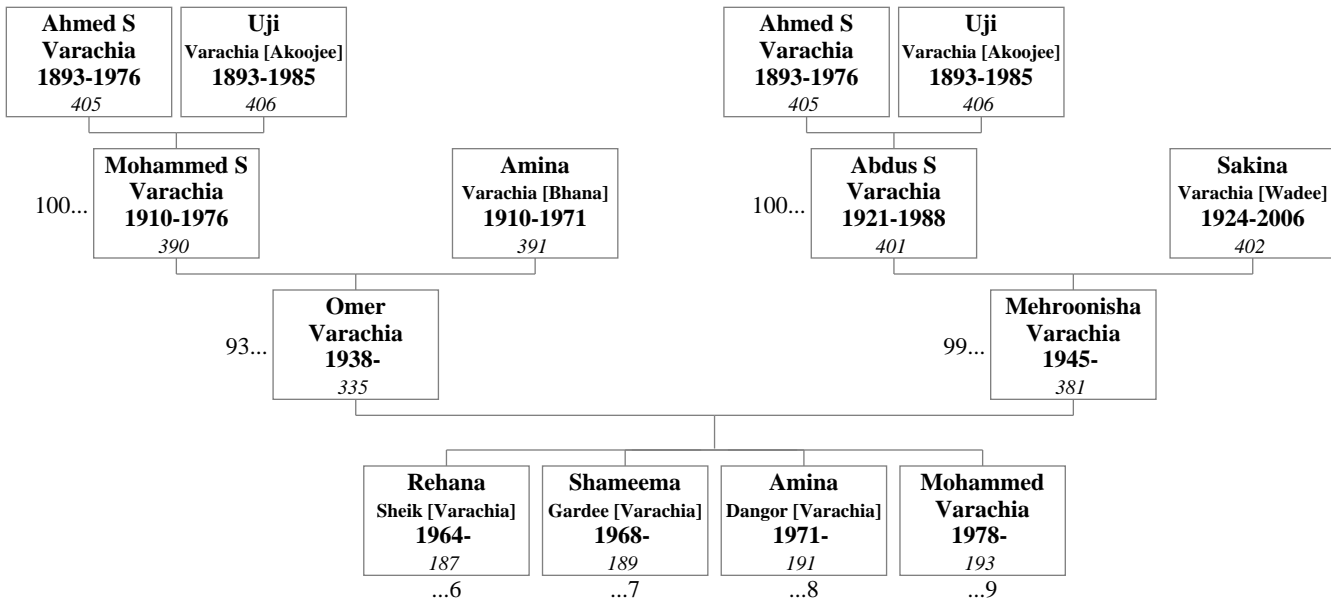 Ahmed S
Varachia
1893-1976
405
Uji
Varachia [Akoojee]
1893-1985
406
Ahmed S
Varachia
1893-1976
405
Uji
Varachia [Akoojee]
1893-1985
406
100...
Mohammed S
Varachia
1910-1976
390
Amina
Varachia [Bhana]
1910-1971
391
100...
Abdus S
Varachia
1921-1988
401
Sakina
Varachia [Wadee]
1924-2006
402
93...
Omer
Varachia
1938-
335
99...
Mehroonisha
Varachia
1945-
381
Rehana
Sheik [Varachia]
1964-
187
...6
Shameema
Gardee [Varachia]
1968-
189
...7
Amina
Dangor [Varachia]
1971-
191
...8
Mohammed
Varachia
1978-
193
...9